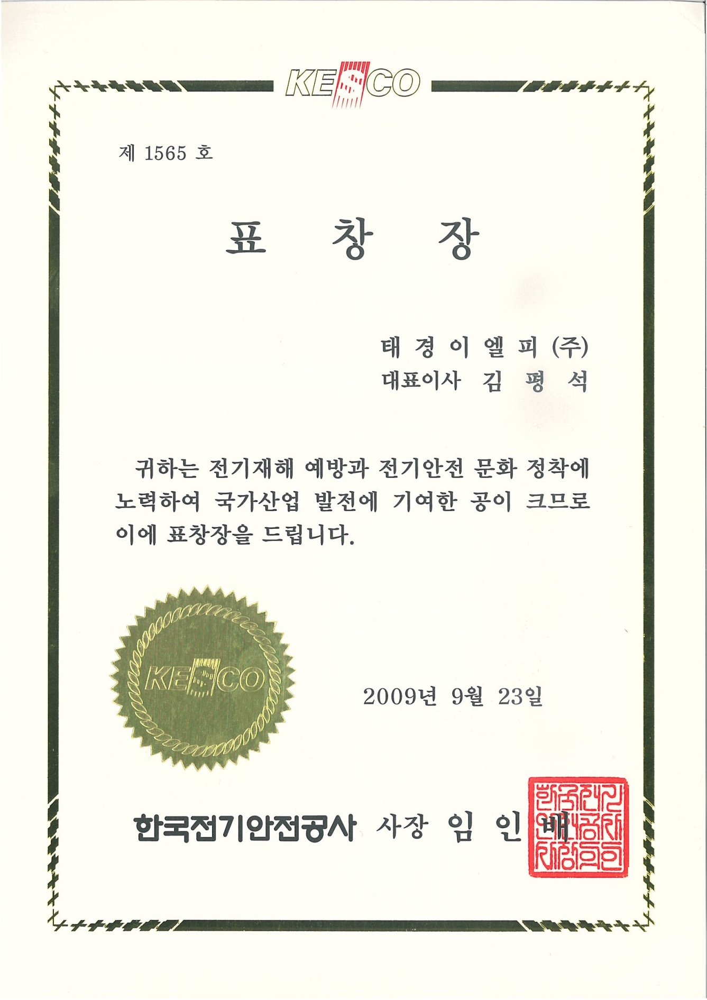 KESCO
제 1565 호
표 창 장
태 경 이 엘 피 (주)
대표이사 김 평 석
귀하는 전기재해 예방과 전기안전 문화 정착에
노력하여 국가산업 발전에 기여한 공이 크므로
이에 표창장을 드립니다.
KESCO
2009년 9월 23일
한국전기안전공사 사장 임 인 배